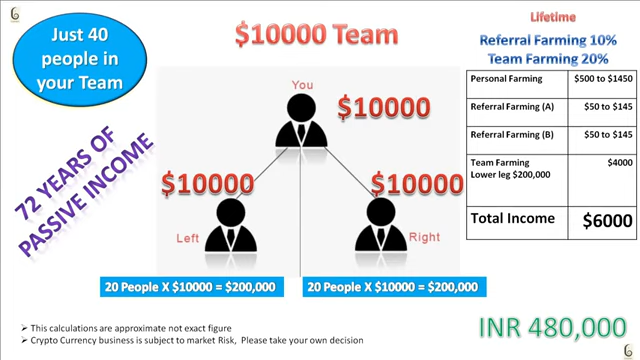 Just 40
people in
your Team
$10000 Team
Lifetime
Referral Farming 10%
Team Farming 20%
Personal Farming $500 to $1450
Referral Farming (A) $50 to $145
Referral Farming (B) $50 to $145
Team Farming $4000
Lower leg $200,000
Total Income $6000
72 YEARS OF
PASSIVE INCOME
You
$10000
$10000
$10000
Left
Right
20 People X $10000 = $200,000
20 People X $10000 = $200,000
➢ This calculations are approximate not exact figure
➢ Crypto Currency business is subject to market Risk, Please take your own decision
INR 480,000